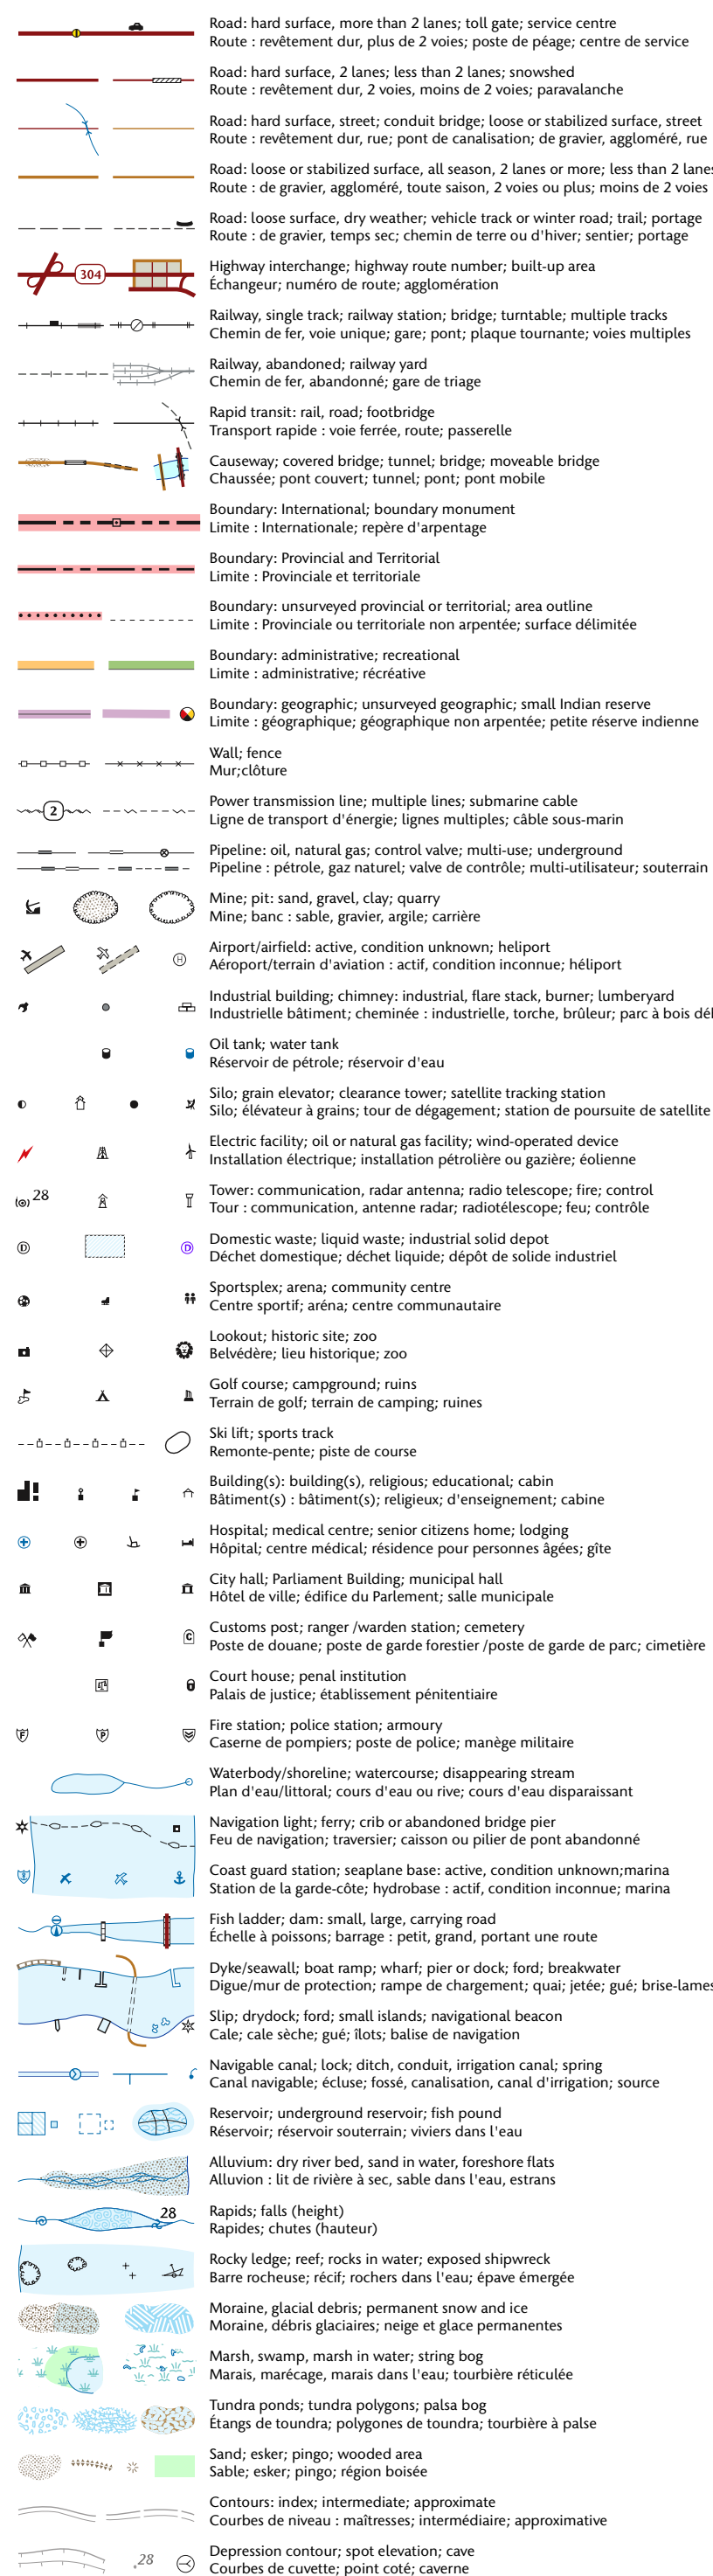 Road: hard surface, more than 2 lanes; toll gate; service centre
Route : revêtement dur, plus de 2 voies; poste de péage; centre de service
Road: hard surface, 2 lanes; less than 2 lanes; snowshed
Route : revêtement dur, 2 voies, moins de 2 voies; paravalanche
Road: hard surface, street; conduit bridge; loose or stabilized surface, street
Route : revêtement dur, rue; pont de canalisation; de gravier, aggloméré, rue
Road: loose or stabilized surface, all season, 2 lanes or more; less than 2 lanes
Route : de gravier, aggloméré, toute saison, 2 voies ou plus; moins de 2 voies
Road: loose surface, dry weather; vehicle track or winter road; trail; portage
Route : de gravier, temps sec; chemin de terre ou d'hiver; sentier; portage
304
Highway interchange; highway route number; built-up area
Échangeur; numéro de route; agglomération
Railway, single track; railway station; bridge; turntable; multiple tracks
Chemin de fer, voie unique; gare; pont; plaque tournante; voies multiples
Railway, abandoned; railway yard
Chemin de fer, abandonné; gare de triage
Rapid transit: rail, road; footbridge
Transport rapide : voie ferrée, route; passerelle
Causeway; covered bridge; tunnel; bridge; moveable bridge
Chaussée; pont couvert; tunnel; pont; pont mobile
Boundary: International; boundary monument
Limite : Internationale; repère d'arpentage
Boundary: Provincial and Territorial
Limite : Provinciale et territoriale
Boundary: unsurveyed provincial or territorial; area outline
Limite : Provinciale ou territoriale non arpentée; surface délimitée
Boundary: administrative; recreational
Limite : administrative; récréative
Boundary: geographic; unsurveyed geographic; small Indian reserve
Limite : géographique; géographique non arpentée; petite réserve indienne
Wall; fence
Mur;clôture
2
Power transmission line; multiple lines; submarine cable
Ligne de transport d'énergie; lignes multiples; câble sous-marin
Pipeline: oil, natural gas; control valve; multi-use; underground
Pipeline : pétrole, gaz naturel; valve de contrôle; multi-utilisateur; souterrain
Mine; pit: sand, gravel, clay; quarry
Mine; banc : sable, gravier, argile; carrière
H
Airport/airfield: active, condition unknown; heliport
Aéroport/terrain d'aviation : actif, condition inconnue; héliport
Industrial building; chimney: industrial, flare stack, burner; lumberyard
Industrielle bâtiment; cheminée : industrielle, torche, brûleur; parc à bois dél
Oil tank; water tank
Réservoir de pétrole; réservoir d'eau
Silo; grain elevator; clearance tower; satellite tracking station
Silo; élévateur à grains; tour de dégagement; station de poursuite de satellite
Electric facility; oil or natural gas facility; wind-operated device
Installation électrique; installation pétrolière ou gazière; éolienne
28
Tower: communication, radar antenna; radio telescope; fire; control
Tour : communication, antenne radar; radiotélescope; feu; contrôle
D D
Domestic waste; liquid waste; industrial solid depot
Déchet domestique; déchet liquide; dépôt de solide industriel
Sportsplex; arena; community centre
Centre sportif; aréna; centre communautaire
Lookout; historic site; zoo
Belvédère; lieu historique; zoo
Golf course; campground; ruins
Terrain de golf; terrain de camping; ruines
Ski lift; sports track
Remonte-pente; piste de course
Building(s): building(s), religious; educational; cabin
Bâtiment(s) : bâtiment(s); religieux; d'enseignement; cabine
Hospital; medical centre; senior citizens home; lodging
Hôpital; centre médical; résidence pour personnes âgées; gîte
City hall; Parliament Building; municipal hall
Hôtel de ville; édifice du Parlement; salle municipale
C
Customs post; ranger /warden station; cemetery
Poste de douane; poste de garde forestier /poste de garde de parc; cimetière
Court house; penal institution
Palais de justice; établissement pénitentiaire
F P
Fire station; police station; armoury
Caserne de pompiers; poste de police; manège militaire
Waterbody/shoreline; watercourse; disappearing stream
Plan d'eau/littoral; cours d'eau ou rive; cours d'eau disparaissant
Navigation light; ferry; crib or abandoned bridge pier
Feu de navigation; traversier; caisson ou pilier de pont abandonné
Coast guard station; seaplane base: active, condition unknown;marina
Station de la garde-côte; hydrobase : actif, condition inconnue; marina
Fish ladder; dam: small, large, carrying road
Échelle à poissons; barrage : petit, grand, portant une route
Dyke/seawall; boat ramp; wharf; pier or dock; ford; breakwater
Digue/mur de protection; rampe de chargement; quai; jetée; gué; brise-lames
Slip; drydock; ford; small islands; navigational beacon
Cale; cale sèche; gué; îlots; balise de navigation
Navigable canal; lock; ditch, conduit, irrigation canal; spring
Canal navigable; écluse; fossé, canalisation, canal d'irrigation; source
Reservoir; underground reservoir; fish pound
Réservoir; réservoir souterrain; viviers dans l'eau
Alluvium: dry river bed, sand in water, foreshore flats
Alluvion : lit de rivière à sec, sable dans l'eau, estrans
28
Rapids; falls (height)
Rapides; chutes (hauteur)
Rocky ledge; reef; rocks in water; exposed shipwreck
Barre rocheuse; récif; rochers dans l'eau; épave émergée
Moraine, glacial debris; permanent snow and ice
Moraine, débris glaciaires; neige et glace permanentes
Marsh, swamp, marsh in water; string bog
Marais, marécage, marais dans l'eau; tourbière réticulée
Tundra ponds; tundra polygons; palsa bog
Étangs de toundra; polygones de toundra; tourbière à palse
Sand; esker; pingo; wooded area
Sable; esker; pingo; région boisée
Contours: index; intermediate; approximate
Courbes de niveau : maîtresses; intermédiaire; approximative
28
Depression contour; spot elevation; cave
Courbes de cuvette; point coté; caverne